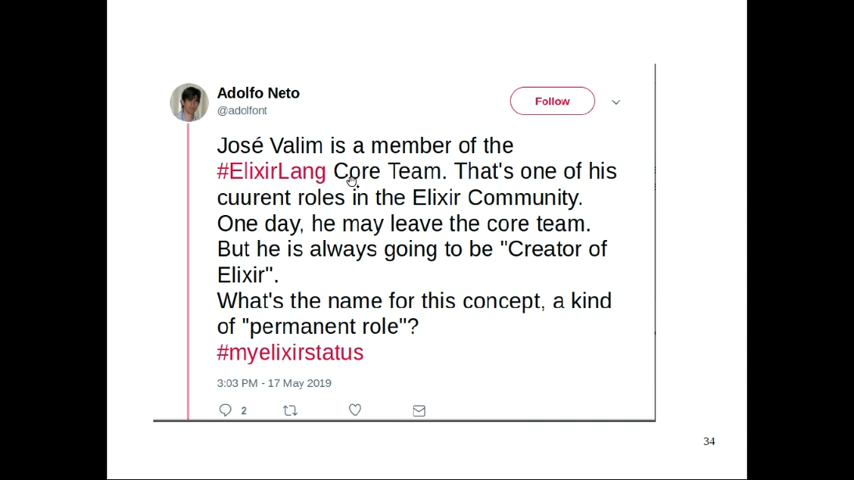 Adolfo Neto
@adolfont
Follow
José Valim is a member of the
#ElixirLang Core Team. That's one of his
cuurent roles in the Elixir Community.
One day, he may leave the core team.
But he is always going to be "Creator of
Elixir".
What's the name for this concept, a kind
of "permanent role"?
#myelixirstatus
3:03 PM - 17 May 2019
2
34